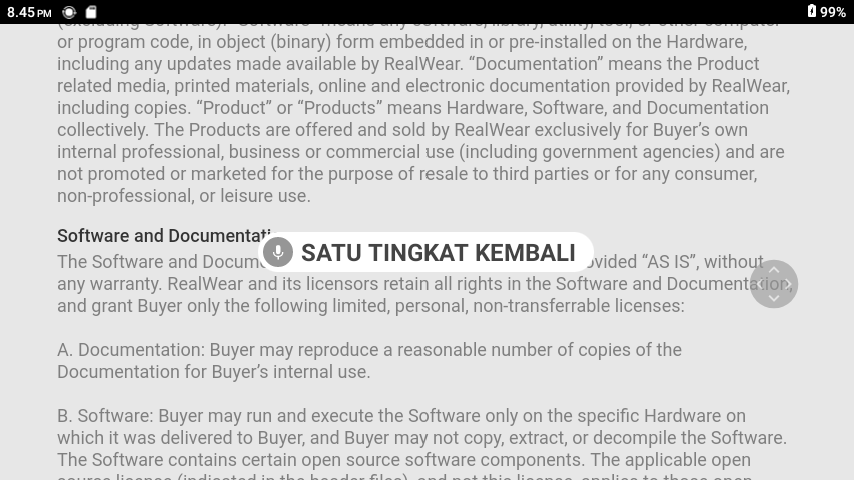 8.45 PM
99%
or program code, in object (binary) form embedded in or pre-installed on the Hardware,
including any updates made available by RealWear. “Documentation” means the Product
related media, printed materials, online and electronic documentation provided by RealWear,
including copies. “Product” or “Products” means Hardware, Software, and Documentation
collectively. The Products are offered and sold by RealWear exclusively for Buyer’s own
internal professional, business or commercial use (including government agencies) and are
not promoted or marketed for the purpose of resale to third parties or for any consumer,
non-professional, or leisure use.
Software and
SATU TINGKAT KEMBALI
The Software and “AS IS”, without
any warranty. RealWear and its licensors retain all rights in the Software and Documentation,
and grant Buyer only the following limited, personal, non-transferrable licenses:
A. Documentation: Buyer may reproduce a reasonable number of copies of the
Documentation for Buyer’s internal use.
B. Software: Buyer may run and execute the Software only on the specific Hardware on
which it was delivered to Buyer, and Buyer may not copy, extract, or decompile the Software.
The Software contains certain open source software components. The applicable open